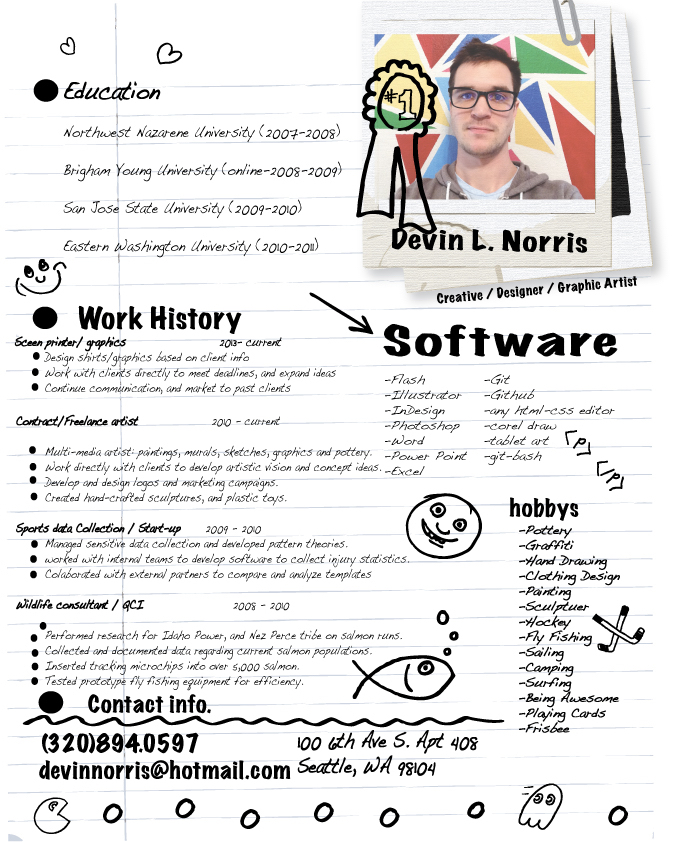 Education
Northwest Nazarene University (2007-2008)
Brigham Young University (online-2008-2009)
San Jose State University (2009-2010)
Eastern Washington University (2010-2011)
#1
Devin L. Norris
Creative / Designer / Graphic Artist
Work History
Sceen printer/ graphics 2013- current
Design shirts/graphics based on client info
Work with clients directly to meet deadlines, and expand ideas
Continue communication, and market to past clients
Contract/Freelance artist 2010 - current
Multi-media artist: paintings, murals, sketches, graphics and pottery.
Work directly with clients to develop artistic vision and concept ideas.
Develop and design logos and marketing campaigns.
Created hand-crafted sculptures, and plastic toys.
Sports data Collection / Start-up 2009 - 2010
Managed sensitive data collection and developed pattern theories.
worked with internal teams to develop software to collect injury statistics.
Colaborated with external partners to compare and analyze templates
Wildlife consultant / QCI 2008 - 2010
Performed research for Idaho Power, and Nez Perce tribe on salmon runs.
Collected and documented data regarding current salmon populations.
Inserted tracking microchips into over 5,000 salmon.
Tested prototype fly fishing equipment for efficiency.
Software
-Flash
-Illustrator
-InDesign
-Photoshop
-Word
-Power Point
-Excel
-Git
-Github
-any html-css editor
-corel draw
-tablet art
-git-bash
<p>
</p>
hobbys
-Pottery
-Graffiti
-Hand Drawing
-Clothing Design
-Painting
-Sculptuer
-Hockey
-Fly Fishing
-Sailing
-Camping
-Surfing
-Being Awesome
-Playing Cards
-Frisbee
Contact info.
(320)894.0597
devinnorris@hotmail.com
100 6th Ave S. Apt 408
Seattle, WA 98104